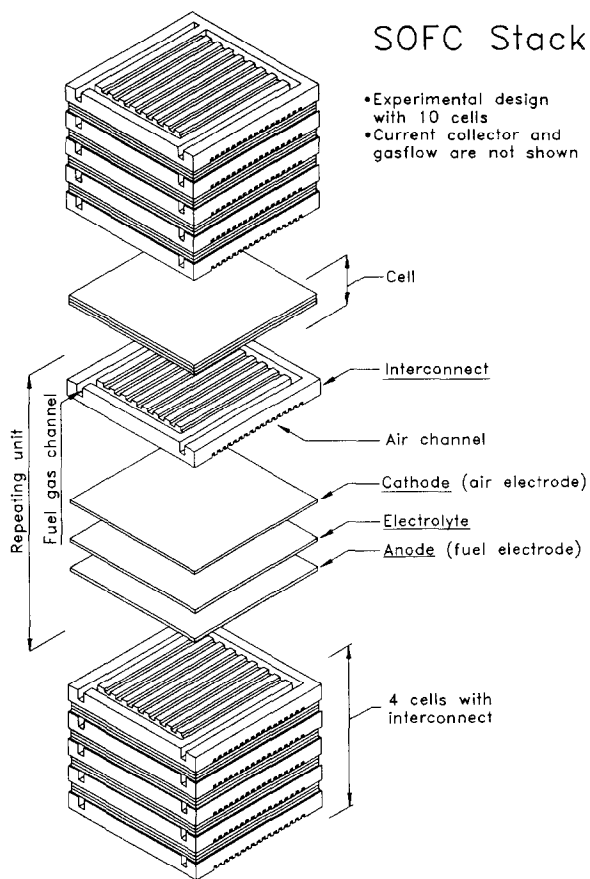 SOFC Stack
•Experimental design
with 10 cells
•Current collector and
gasflow are not shown
Cell
Interconnect
Air channel
Fuel gas channel
Repeating unit
Cathode (air electrode)
Electrolyte
Anode (fuel electrode)
4 cells with
interconnect